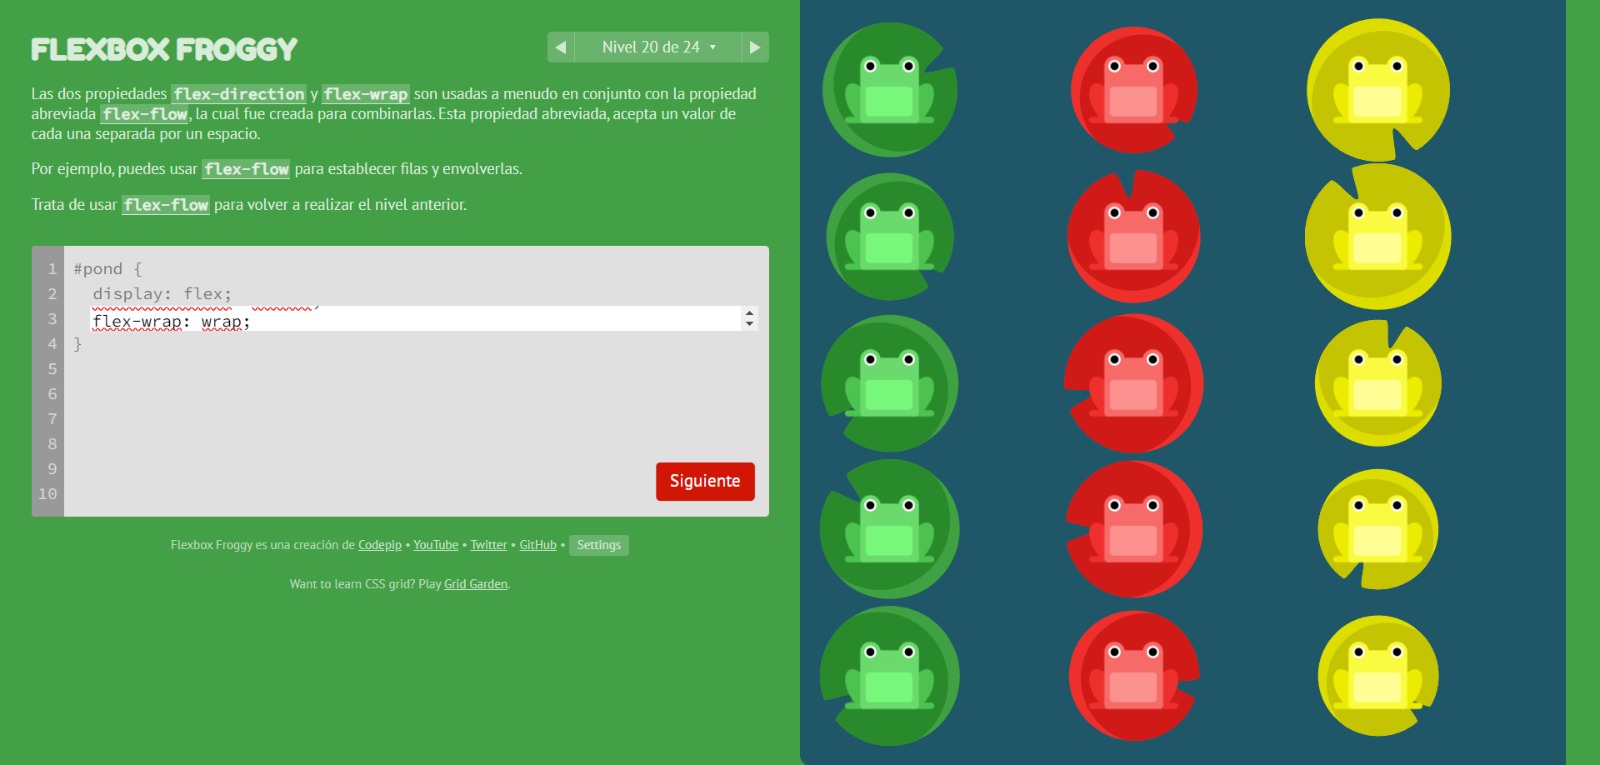 FLEXBOX FROGGY
◀ Nivel 20 de 24 ▾ ▶
Las dos propiedades flex-direction y flex-wrap son usadas a menudo en conjunto con la propiedad
abreviada flex-flow, la cual fue creada para combinarlas. Esta propiedad abreviada, acepta un valor de
cada una separada por un espacio.
Por ejemplo, puedes usar flex-flow para establecer filas y envolverlas.
Trata de usar flex-flow para volver a realizar el nivel anterior.
1 #pond {
2 display: flex;
3 flex-wrap: wrap;
4 }
5
6
7
8
9
10
Siguiente
Flexbox Froggy es una creación de Codepip • YouTube • Twitter • GitHub • Settings
Want to learn CSS grid? Play Grid Garden.